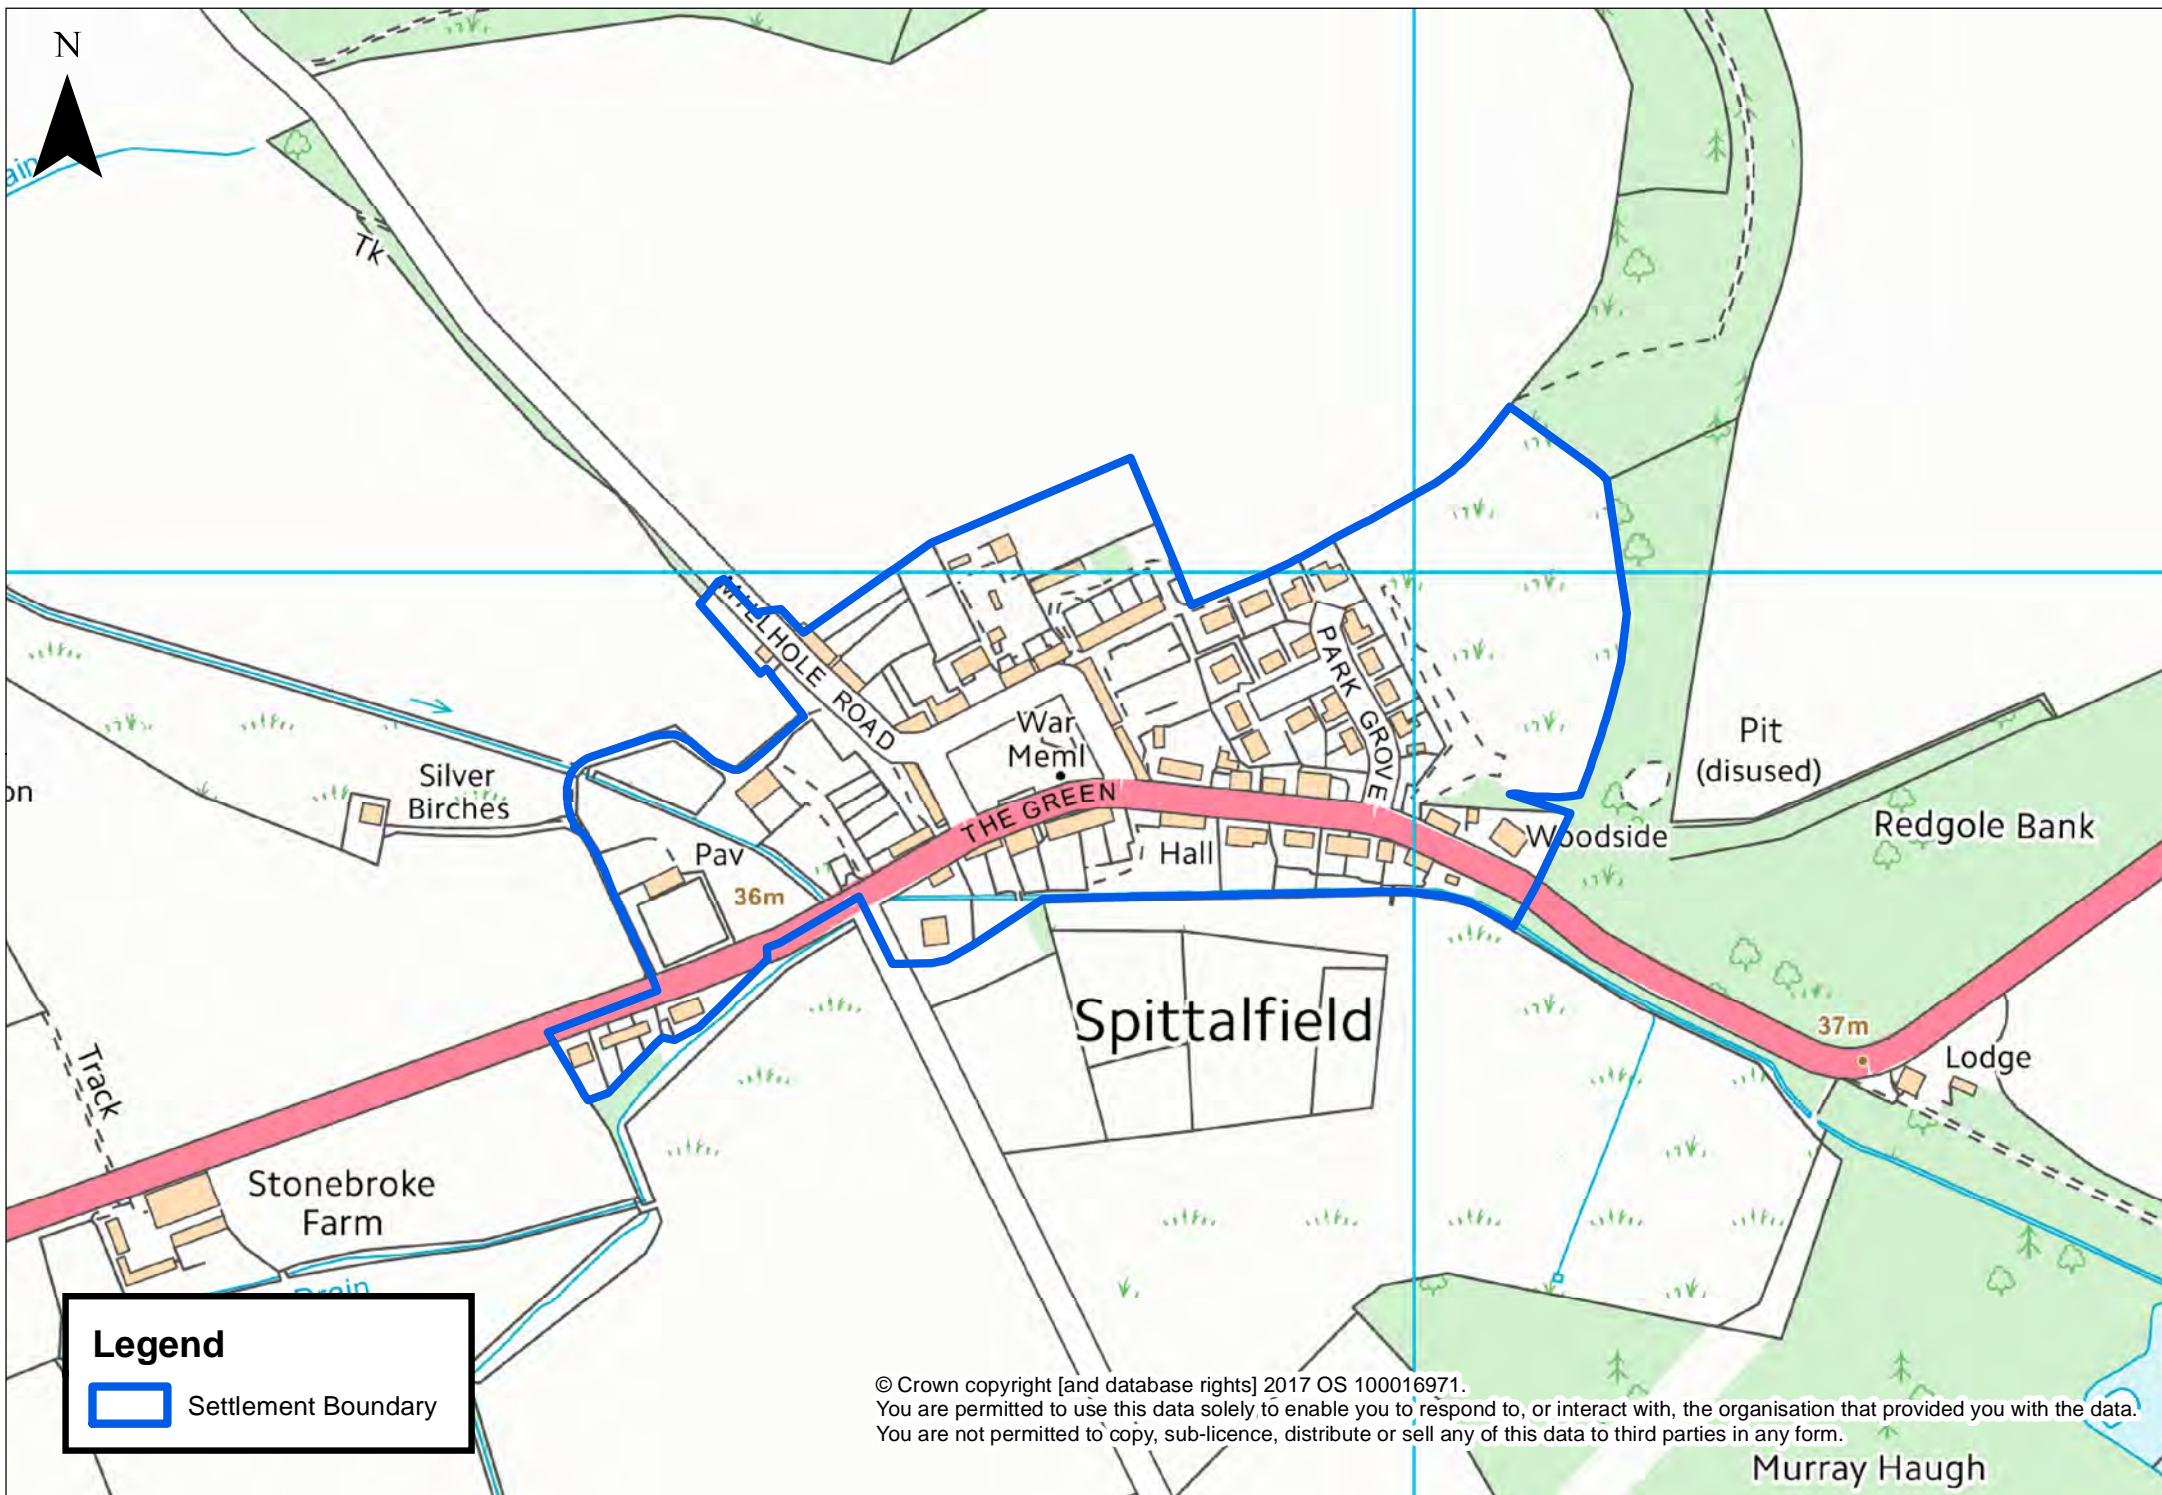 N
Tk
MILLHOLE ROAD
PARK GROVE
War
Meml
Pit
(disused)
Silver
Birches
THE GREEN
Redgole Bank
Woodside
Pav
Hall
36m
Spittalfield
37m
Lodge
Track
Stonebroke
Farm
Drain
Legend
Settlement Boundary
© Crown copyright [and database rights] 2017 OS 100016971.
You are permitted to use this data solely to enable you to respond to, or interact with, the organisation that provided you with the data.
You are not permitted to copy, sub-licence, distribute or sell any of this data to third parties in any form.
Murray Haugh